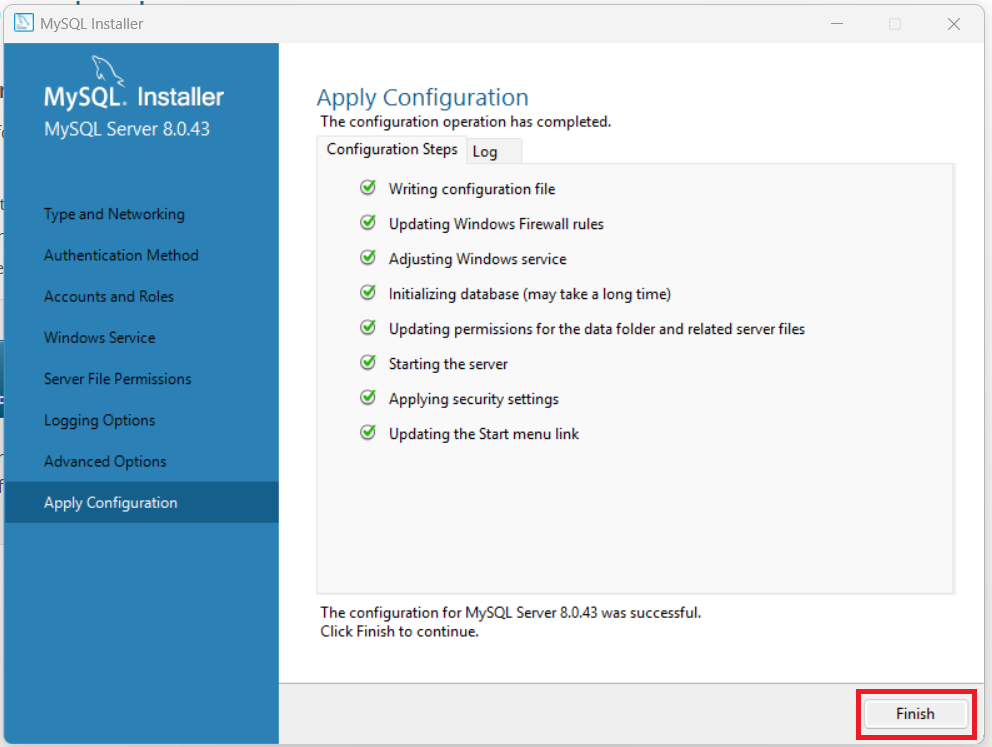 MySQL Installer
MySQL. Installer
MySQL Server 8.0.43
Type and Networking
Authentication Method
Accounts and Roles
Windows Service
Server File Permissions
Logging Options
Advanced Options
Apply Configuration
Apply Configuration
The configuration operation has completed.
Configuration Steps Log
Writing configuration file
Updating Windows Firewall rules
Adjusting Windows service
Initializing database (may take a long time)
Updating permissions for the data folder and related server files
Starting the server
Applying security settings
Updating the Start menu link
The configuration for MySQL Server 8.0.43 was successful.
Click Finish to continue.
Finish